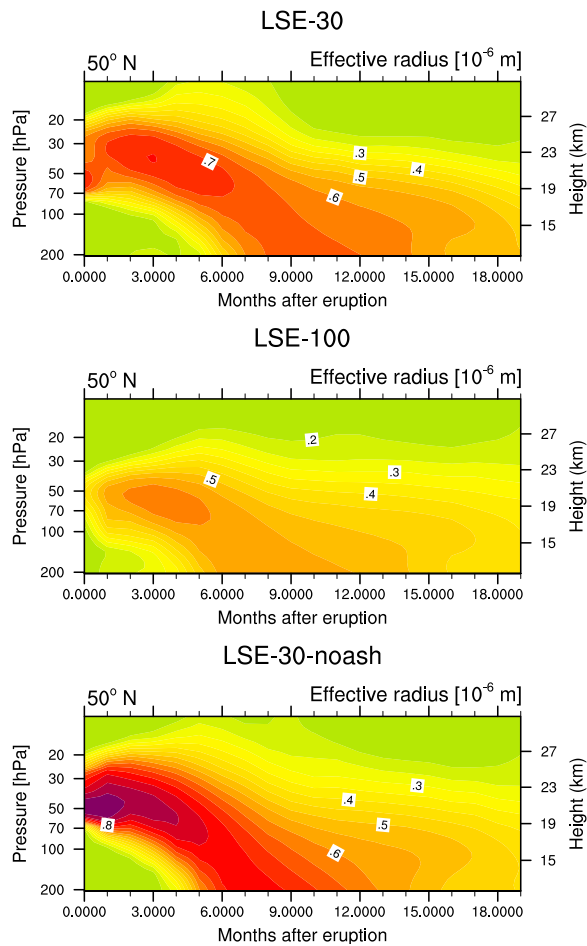 LSE-30
50° N Effective radius [10⁻⁶ m]
Pressure [hPa]
20
30
50
70
100
200
27
23
19
15
Height (km)
.7
.3
.4
.5
.6
0.0000 3.0000 6.0000 9.0000 12.0000 15.0000 18.0000
Months after eruption
LSE-100
50° N Effective radius [10⁻⁶ m]
Pressure [hPa]
20
30
50
70
100
200
27
23
19
15
Height (km)
.2
.5
.3
.4
0.0000 3.0000 6.0000 9.0000 12.0000 15.0000 18.0000
Months after eruption
LSE-30-noash
50° N Effective radius [10⁻⁶ m]
Pressure [hPa]
20
30
50
70
100
200
27
23
19
15
Height (km)
.3
.4
.8
.5
.6
0.0000 3.0000 6.0000 9.0000 12.0000 15.0000 18.0000
Months after eruption